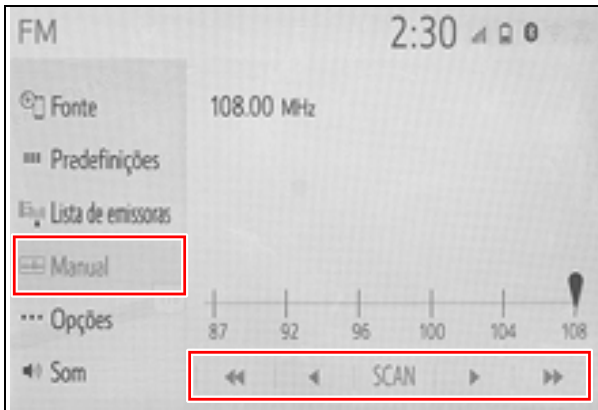 FM 2:30
Fonte 108.00 MHz
Predefinições
Lista de emissoras
Manual
Opções
87 92 96 100 104 108
Som SCAN